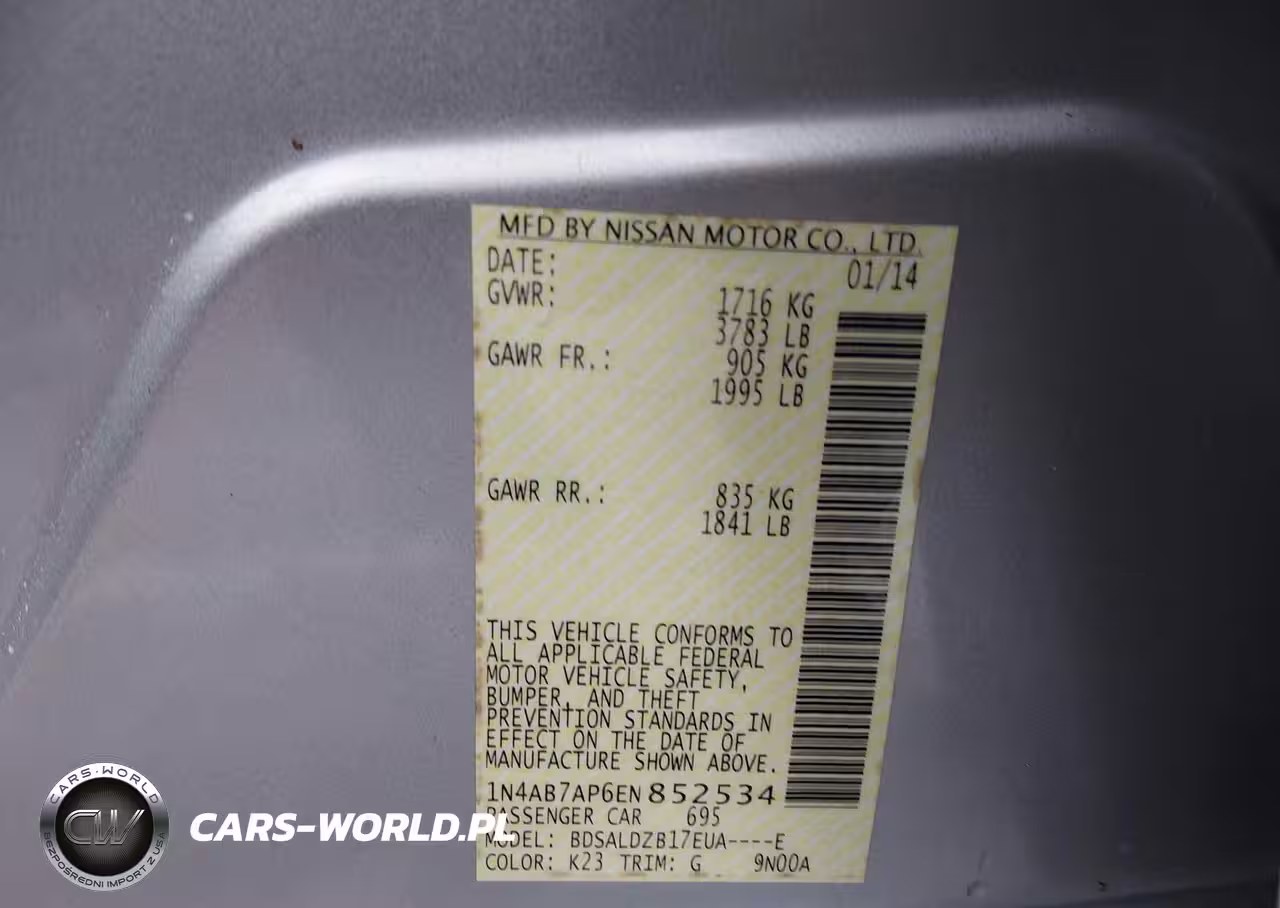 MFD BY NISSAN MOTOR CO., LTD.
DATE: 01/14
GVWR: 1716 KG
3783 LB
GAWR FR.: 905 KG
1995 LB
GAWR RR.: 835 KG
1841 LB
THIS VEHICLE CONFORMS TO
ALL APPLICABLE FEDERAL
MOTOR VEHICLE SAFETY,
BUMPER, AND THEFT
PREVENTION STANDARDS IN
EFFECT ON THE DATE OF
MANUFACTURE SHOWN ABOVE.
1N4AB7AP6EN852534
PASSENGER CAR 695
MODEL: BDSALDZB17EUA----E
COLOR: K23 TRIM: G 9N00A
CARS-WORLD
CW
BEZPOŚREDNI IMPORT Z USA
CARS-WORLD.PL